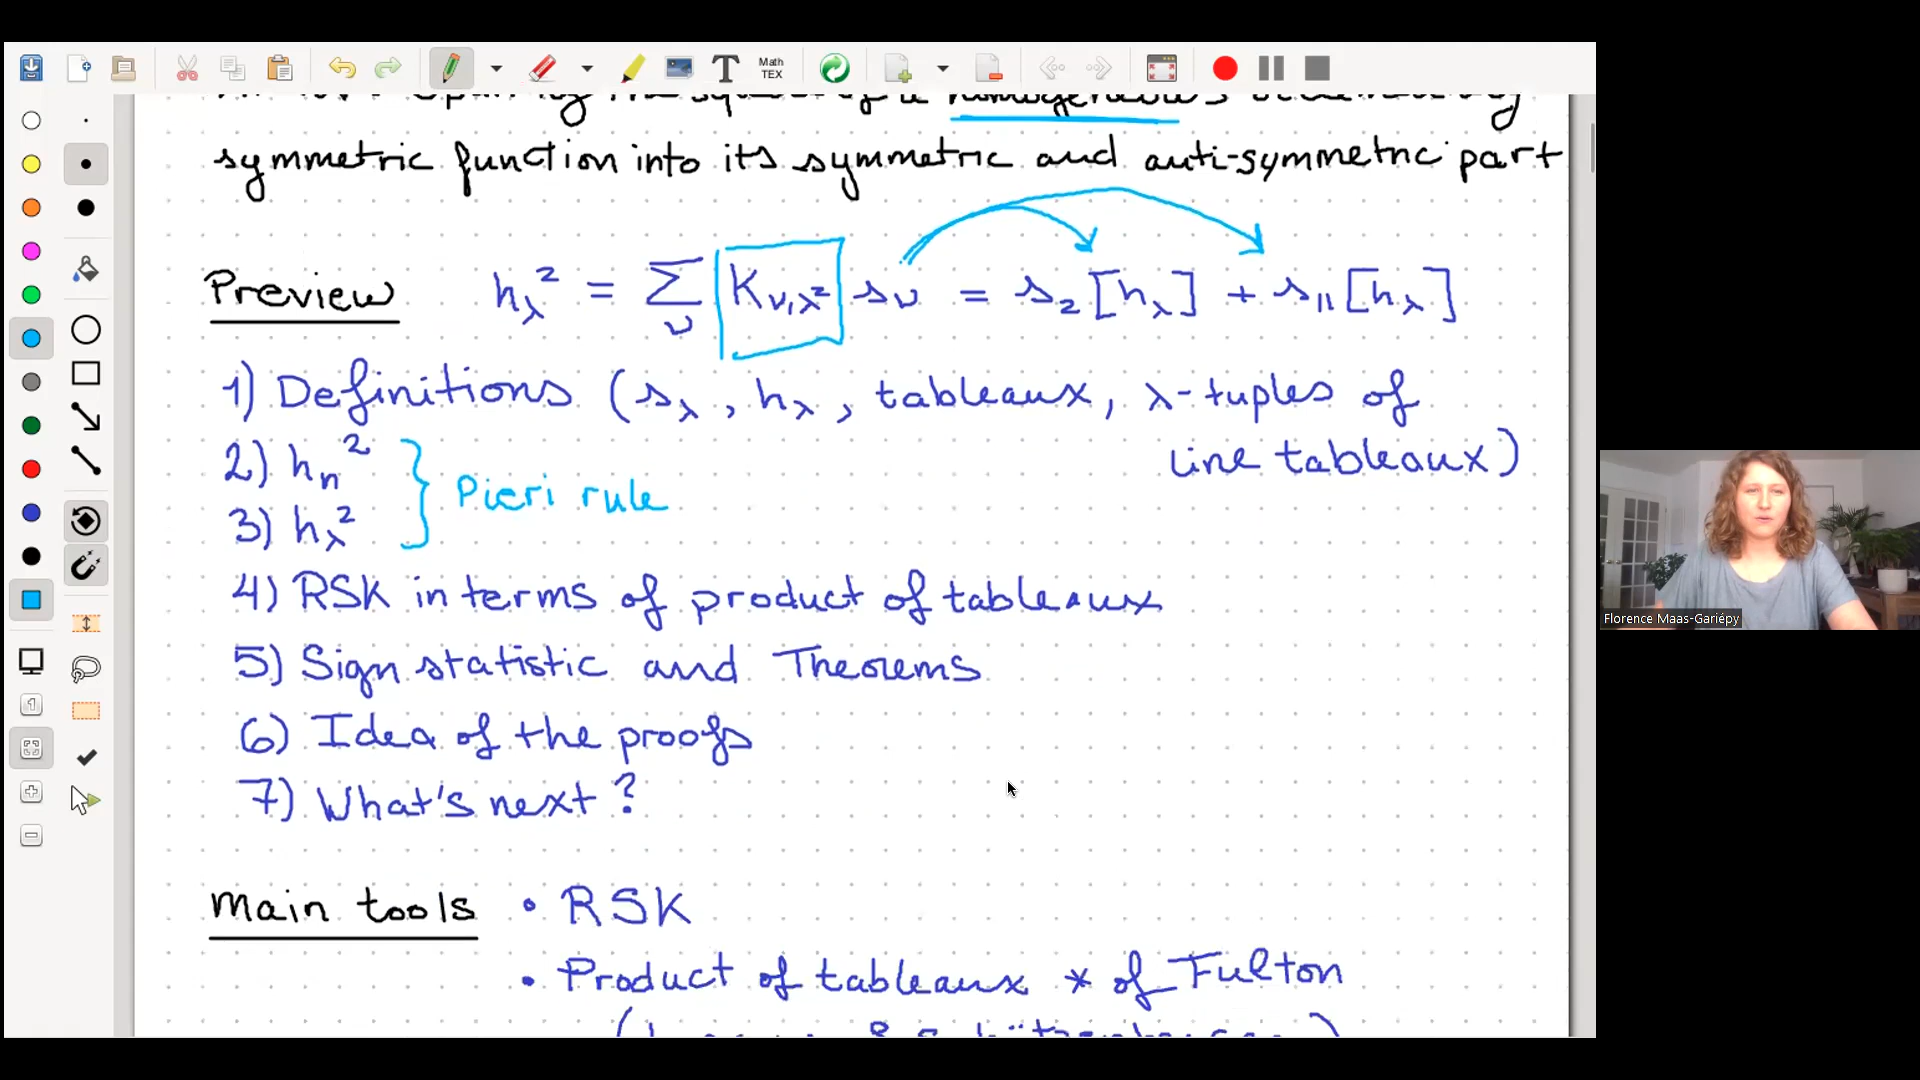 Math
TEX
homogeneous
symmetric function into its symmetric and anti-symmetric part
Preview h_λ^2 = Σ_ν K_{ν,λ^2} s_ν = s_2[h_λ] + s_11[h_λ]
1) Definitions (s_λ, h_λ, tableaux, λ-tuples of
line tableaux)
2) h_n^2
Pieri rule
3) h_λ^2
4) RSK in terms of product of tableaux
5) Sign statistic and Theorems
6) Idea of the proofs
7) What's next?
Main tools • RSK
• Product of tableaux * of Fulton
Florence Maas-Gariépy